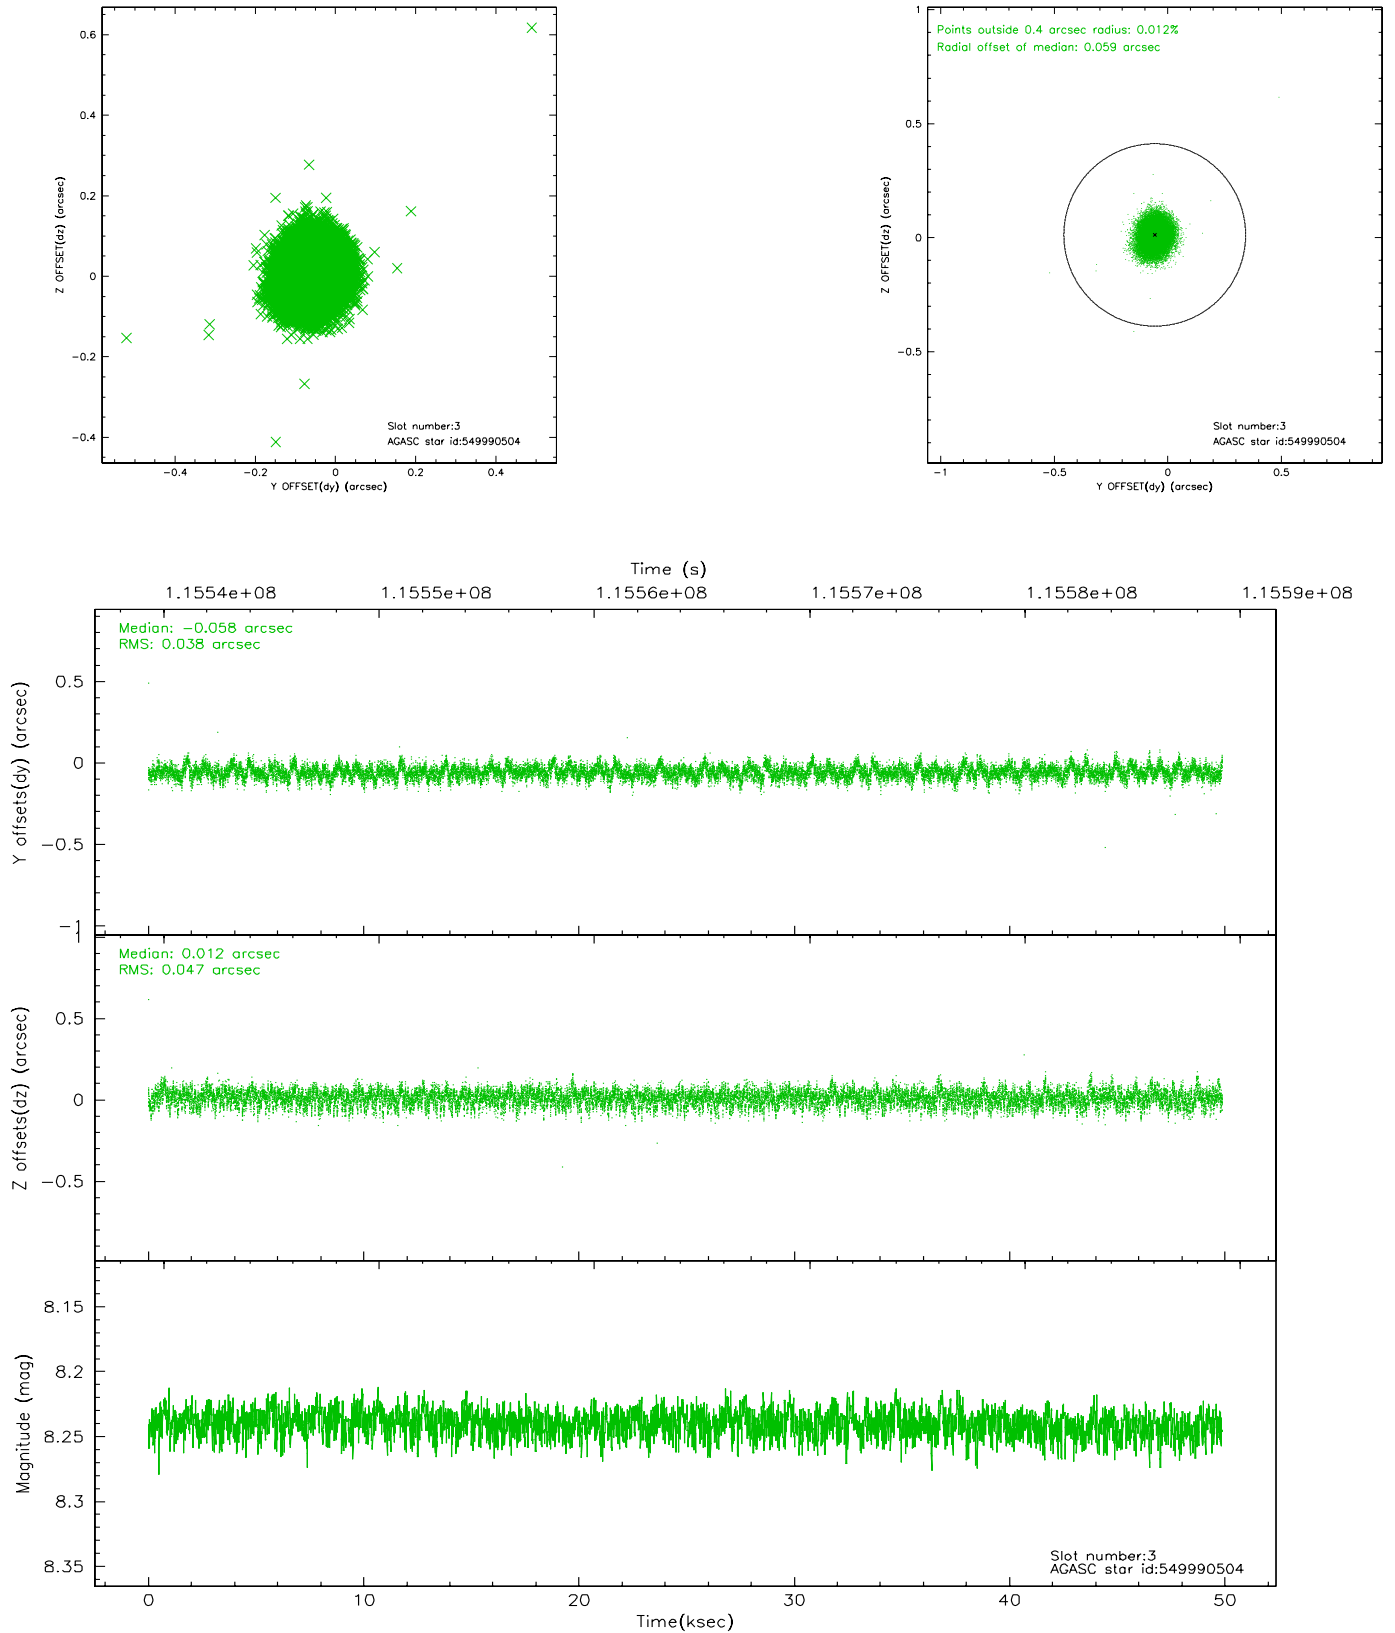 0.6
0.4
0.2
0
−0.2
−0.4
Z OFFSET(dz) (arcsec)
Slot number:3
AGASC star id:549990504
−0.4 −0.2 0 0.2 0.4
Y OFFSET(dy) (arcsec)
1
0.5
0
−0.5
Z OFFSET(dz) (arcsec)
Points outside 0.4 arcsec radius: 0.012%
Radial offset of median: 0.059 arcsec
Slot number:3
AGASC star id:549990504
−1 −0.5 0 0.5
Y OFFSET(dy) (arcsec)
Time (s)
1.1554e+08 1.1555e+08 1.1556e+08 1.1557e+08 1.1558e+08 1.1559e+08
Median: −0.058 arcsec
RMS: 0.038 arcsec
0.5
0
−0.5
−1
Y offsets(dy) (arcsec)
Median: 0.012 arcsec
RMS: 0.047 arcsec
1
0.5
0
−0.5
Z offsets(dz) (arcsec)
8.15
8.2
8.25
8.3
8.35
Magnitude (mag)
Slot number:3
AGASC star id:549990504
0 10 20 30 40 50
Time(ksec)